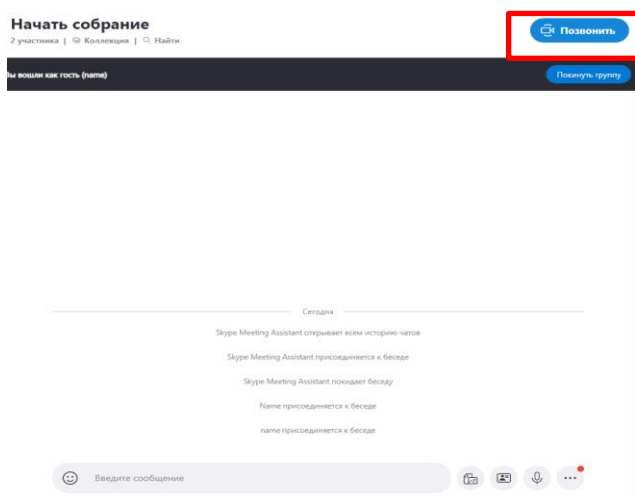 Начать собрание
Позвонить
2 участника | Коллекция | Найти
Вы вошли как гость (name)
Покинуть группу
Сегодня
Skype Meeting Assistant открывает всем историю чатов
Skype Meeting Assistant присоединяется к беседе
Skype Meeting Assistant покидает беседу
Name присоединяется к беседе
name присоединяется к беседе
Введите сообщение